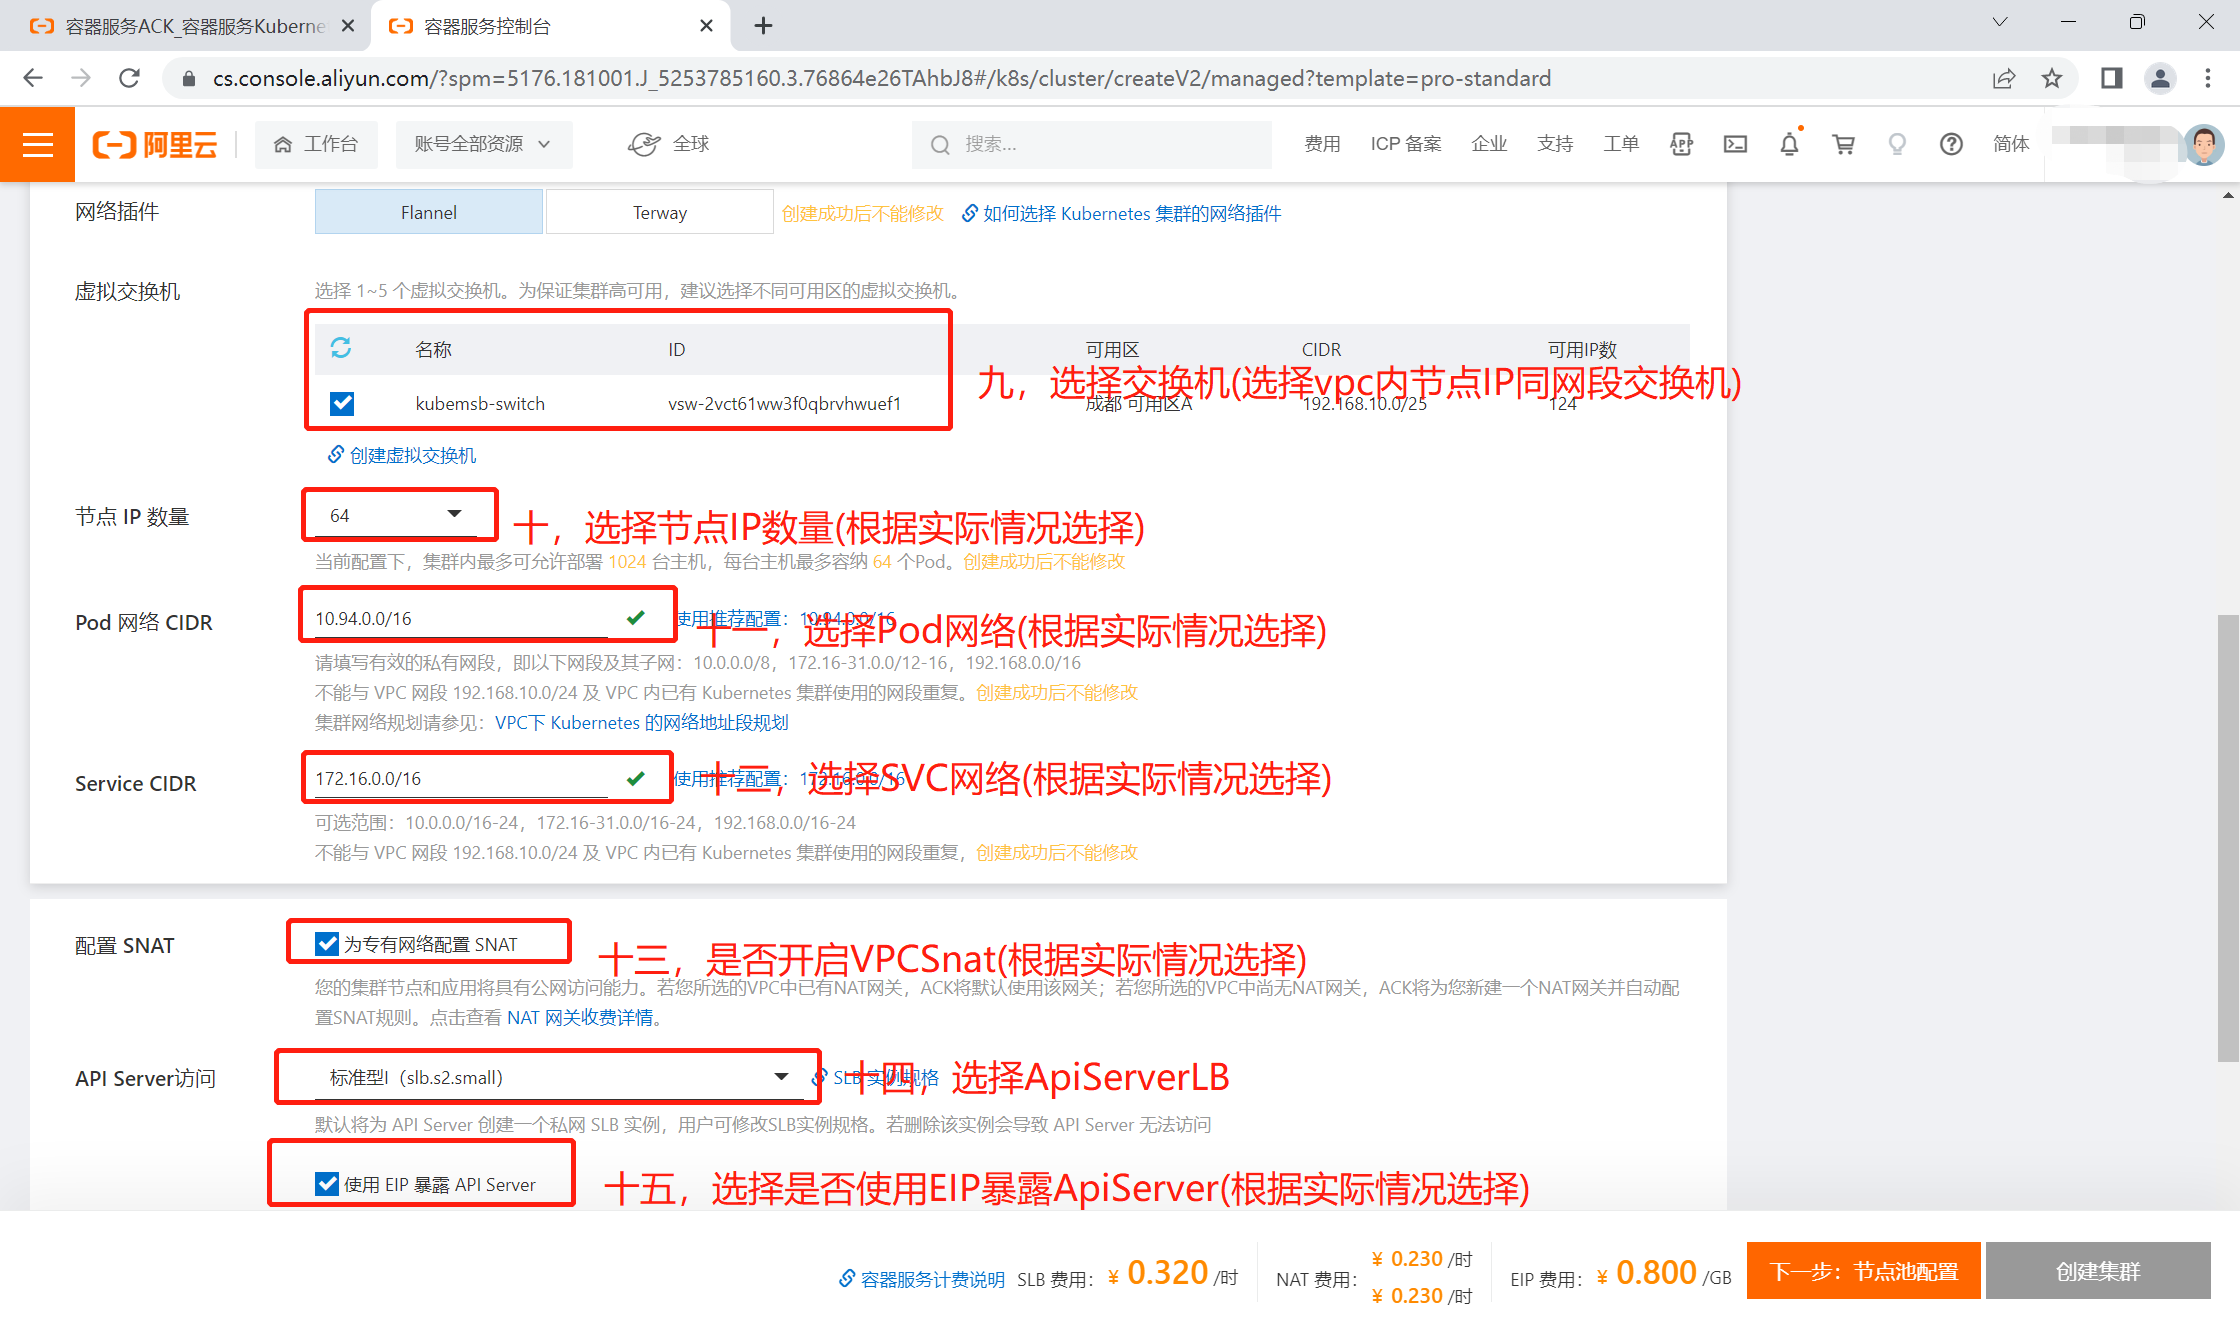 容器服务ACK_容器服务Kuberne
容器服务控制台
cs.console.aliyun.com/?spm=5176.181001.J_5253785160.3.76864e26TAhbJ8#/k8s/cluster/createV2/managed?template=pro-standard
阿里云
工作台
账号全部资源
全球
搜索...
费用
ICP 备案
企业
支持
工单
APP
简体
网络插件
Flannel
Terway
创建成功后不能修改
如何选择 Kubernetes 集群的网络插件
虚拟交换机
选择 1~5 个虚拟交换机。为保证集群高可用，建议选择不同可用区的虚拟交换机。
名称
ID
可用区
CIDR
可用IP数
九，选择交换机(选择vpc内节点IP同网段交换机)
kubemsb-switch
vsw-2vct61ww3f0qbrvhwuef1
成都 可用区A
192.168.10.0/25
124
创建虚拟交换机
节点 IP 数量
64
十，选择节点IP数量(根据实际情况选择)
当前配置下，集群内最多可允许部署 1024 台主机，每台主机最多容纳 64 个Pod。创建成功后不能修改
Pod 网络 CIDR
10.94.0.0/16
使用推荐配置：10.94.0.0/16
十一，选择Pod网络(根据实际情况选择)
请填写有效的私有网段，即以下网段及其子网：10.0.0.0/8，172.16-31.0.0/12-16，192.168.0.0/16
不能与 VPC 网段 192.168.10.0/24 及 VPC 内已有 Kubernetes 集群使用的网段重复。创建成功后不能修改
集群网络规划请参见：VPC下 Kubernetes 的网络地址段规划
Service CIDR
172.16.0.0/16
使用推荐配置：172.16.0.0/16
十二，选择SVC网络(根据实际情况选择)
可选范围：10.0.0.0/16-24，172.16-31.0.0/16-24，192.168.0.0/16-24
不能与 VPC 网段 192.168.10.0/24 及 VPC 内已有 Kubernetes 集群使用的网段重复，创建成功后不能修改
配置 SNAT
为专有网络配置 SNAT
十三，是否开启VPCSnat(根据实际情况选择)
您的集群节点和应用将具有公网访问能力。若您所选的VPC中已有NAT网关，ACK将默认使用该网关；若您所选的VPC中尚无NAT网关，ACK将为您新建一个NAT网关并自动配
置SNAT规则。点击查看 NAT 网关收费详情。
API Server访问
标准型I（slb.s2.small）
SLB 实例规格
十四，选择ApiServerLB
默认将为 API Server 创建一个私网 SLB 实例，用户可修改SLB实例规格。若删除该实例会导致 API Server 无法访问
使用 EIP 暴露 API Server
十五，选择是否使用EIP暴露ApiServer(根据实际情况选择)
容器服务计费说明
SLB 费用：¥ 0.320 /时
NAT 费用：
¥ 0.230 /时
¥ 0.230 /时
EIP 费用：¥ 0.800 /GB
下一步：节点池配置
创建集群